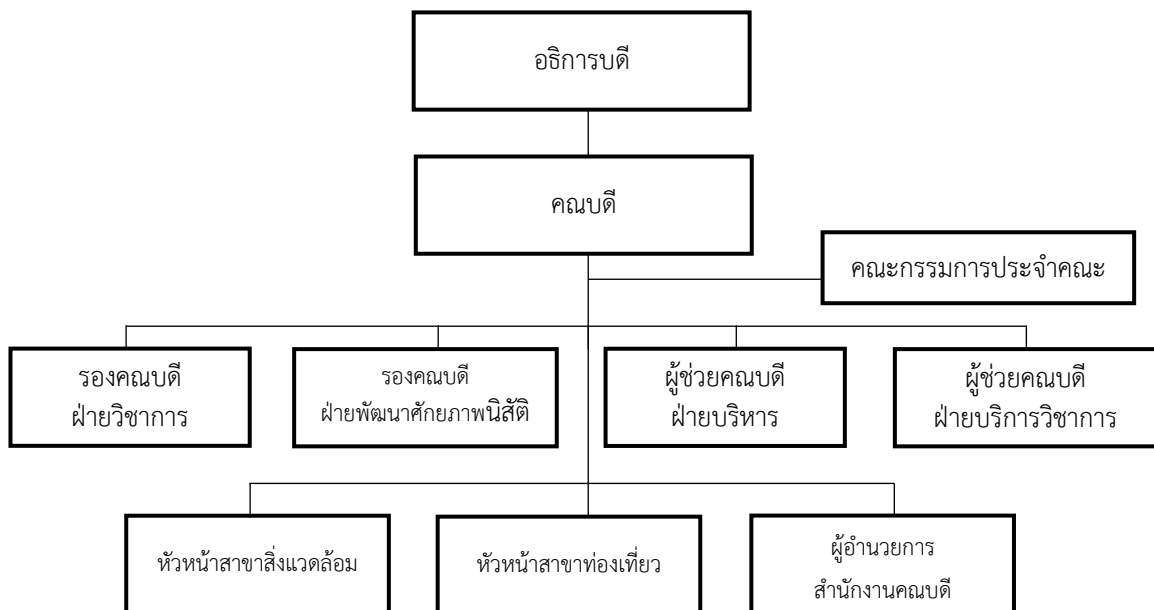 อธิการบดี
คณบดี
คณะกรรมการประจำคณะ
รองคณบดี
ฝ่ายวิชาการ
รองคณบดี
ฝ่ายพัฒนาศักยภาพนิสัติ
ผู้ช่วยคณบดี
ฝ่ายบริหาร
ผู้ช่วยคณบดี
ฝ่ายบริการวิชาการ
หัวหน้าสาขาสิ่งแวดล้อม
หัวหน้าสาขาท่องเที่ยว
ผู้อำนวยการ
สำนักงานคณบดี